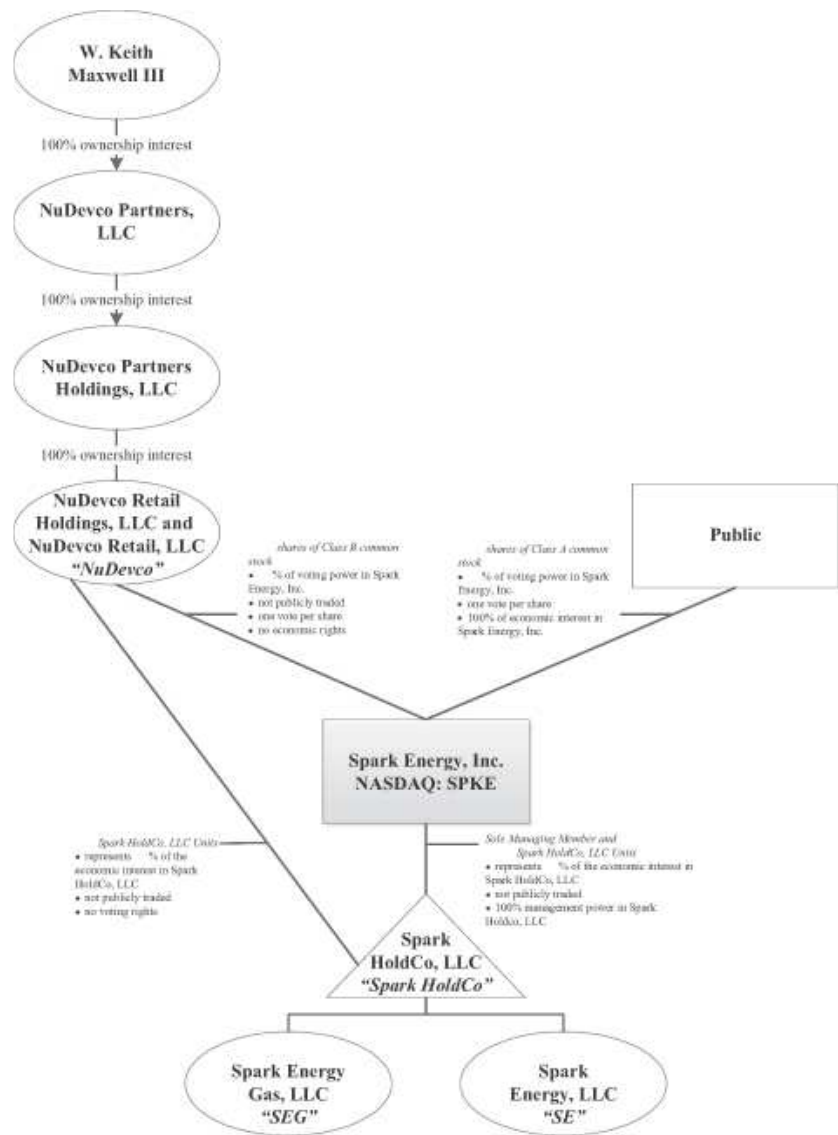 W. Keith
Maxwell III
100% ownership interest
NuDevco Partners,
LLC
100% ownership interest
NuDevco Partners
Holdings, LLC
100% ownership interest
NuDevco Retail
Holdings, LLC and
NuDevco Retail, LLC
“NuDevco”
shares of Class B common
stock
• % of voting power in Spark
Energy, Inc.
• not publicly traded
• one vote per share
• no economic rights
shares of Class A common
stock
• % of voting power in Spark
Energy, Inc.
• one vote per share
• 100% of economic interest in
Spark Energy, Inc.
Public
Spark Energy, Inc.
NASDAQ: SPKE
Spark HoldCo, LLC Units
• represents % of the
economic interest in Spark
HoldCo, LLC
• not publicly traded
• no voting rights
Sole Managing Member and
Spark HoldCo, LLC Units
• represents % of the economic interest in
Spark HoldCo, LLC
• not publicly traded
• 100% management power in Spark
Holdco, LLC
Spark
HoldCo, LLC
“Spark HoldCo”
Spark Energy
Gas, LLC
“SEG”
Spark
Energy, LLC
“SE”